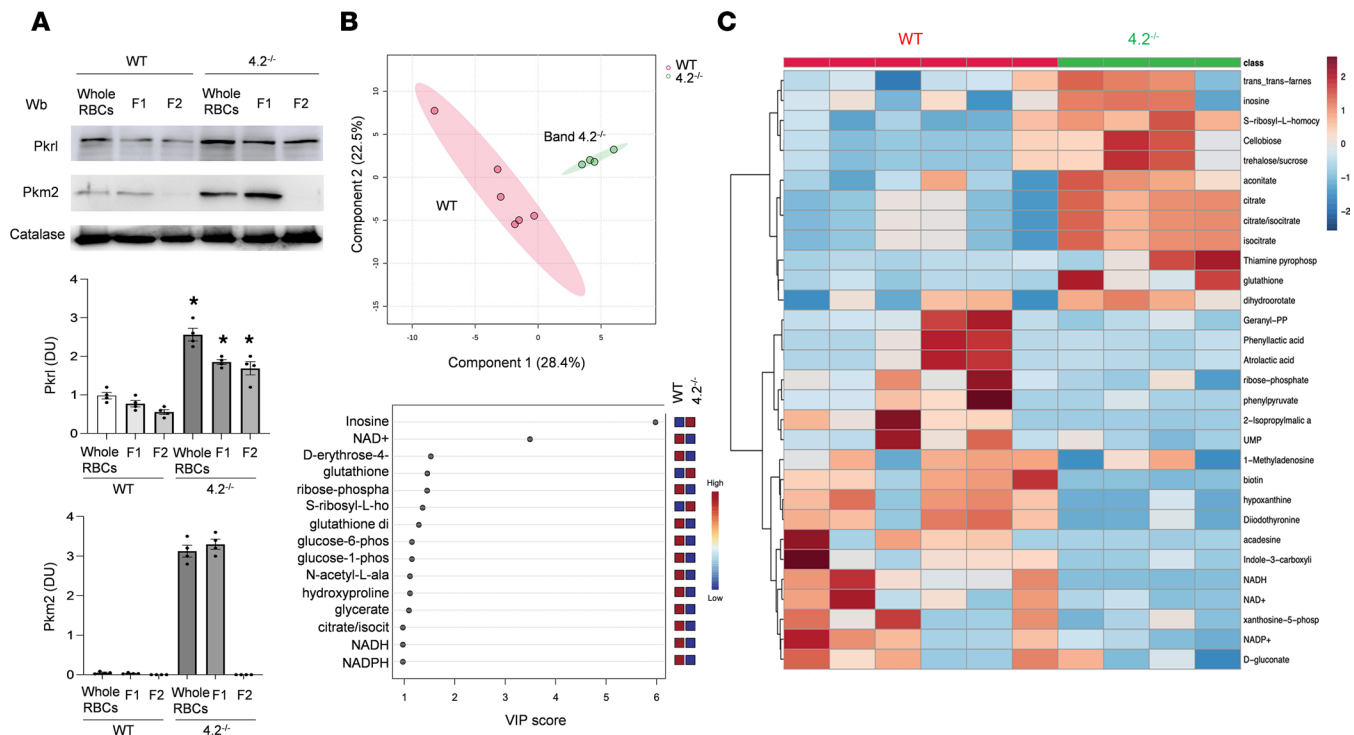 A
WT
4.2-/-
Wb
Whole RBCs
F1
F2
Whole RBCs
F1
F2
Pkrl
Pkm2
Catalase
Pkrl (DU)
4
3
2
1
0
*
*
*
Whole RBCs
F1
F2
Whole RBCs
F1
F2
WT
4.2-/-
Pkm2 (DU)
4
3
2
1
0
Whole RBCs
F1
F2
Whole RBCs
F1
F2
WT
4.2-/-
B
WT
4.2-/-
Component 2 (22.5%)
10
5
0
-5
-10
-15
Band 4.2-/-
WT
-10
-5
0
5
Component 1 (28.4%)
WT
4.2-/-
Inosine
NAD+
D-erythrose-4-
glutathione
ribose-phospha
S-ribosyl-L-ho
glutathione di
glucose-6-phos
glucose-1-phos
N-acetyl-L-ala
hydroxyproline
glycerate
citrate/isocit
NADH
NADPH
1
2
3
4
5
6
VIP score
High
Low
C
WT
4.2-/-
class
trans_trans-farnes
inosine
S-ribosyl-L-homocy
Cellobiose
trehalose/sucrose
aconitate
citrate
citrate/isocitrate
isocitrate
Thiamine pyrophosp
glutathione
dihydroorotate
Geranyl-PP
Phenyllactic acid
Atrolactic acid
ribose-phosphate
phenylpyruvate
2-Isopropylmalic a
UMP
1-Methyladenosine
biotin
hypoxanthine
Diiodothyronine
acadesine
Indole-3-carboxyli
NADH
NAD+
xanthosine-5-phosp
NADP+
D-gluconate
2
1
0
-1
-2